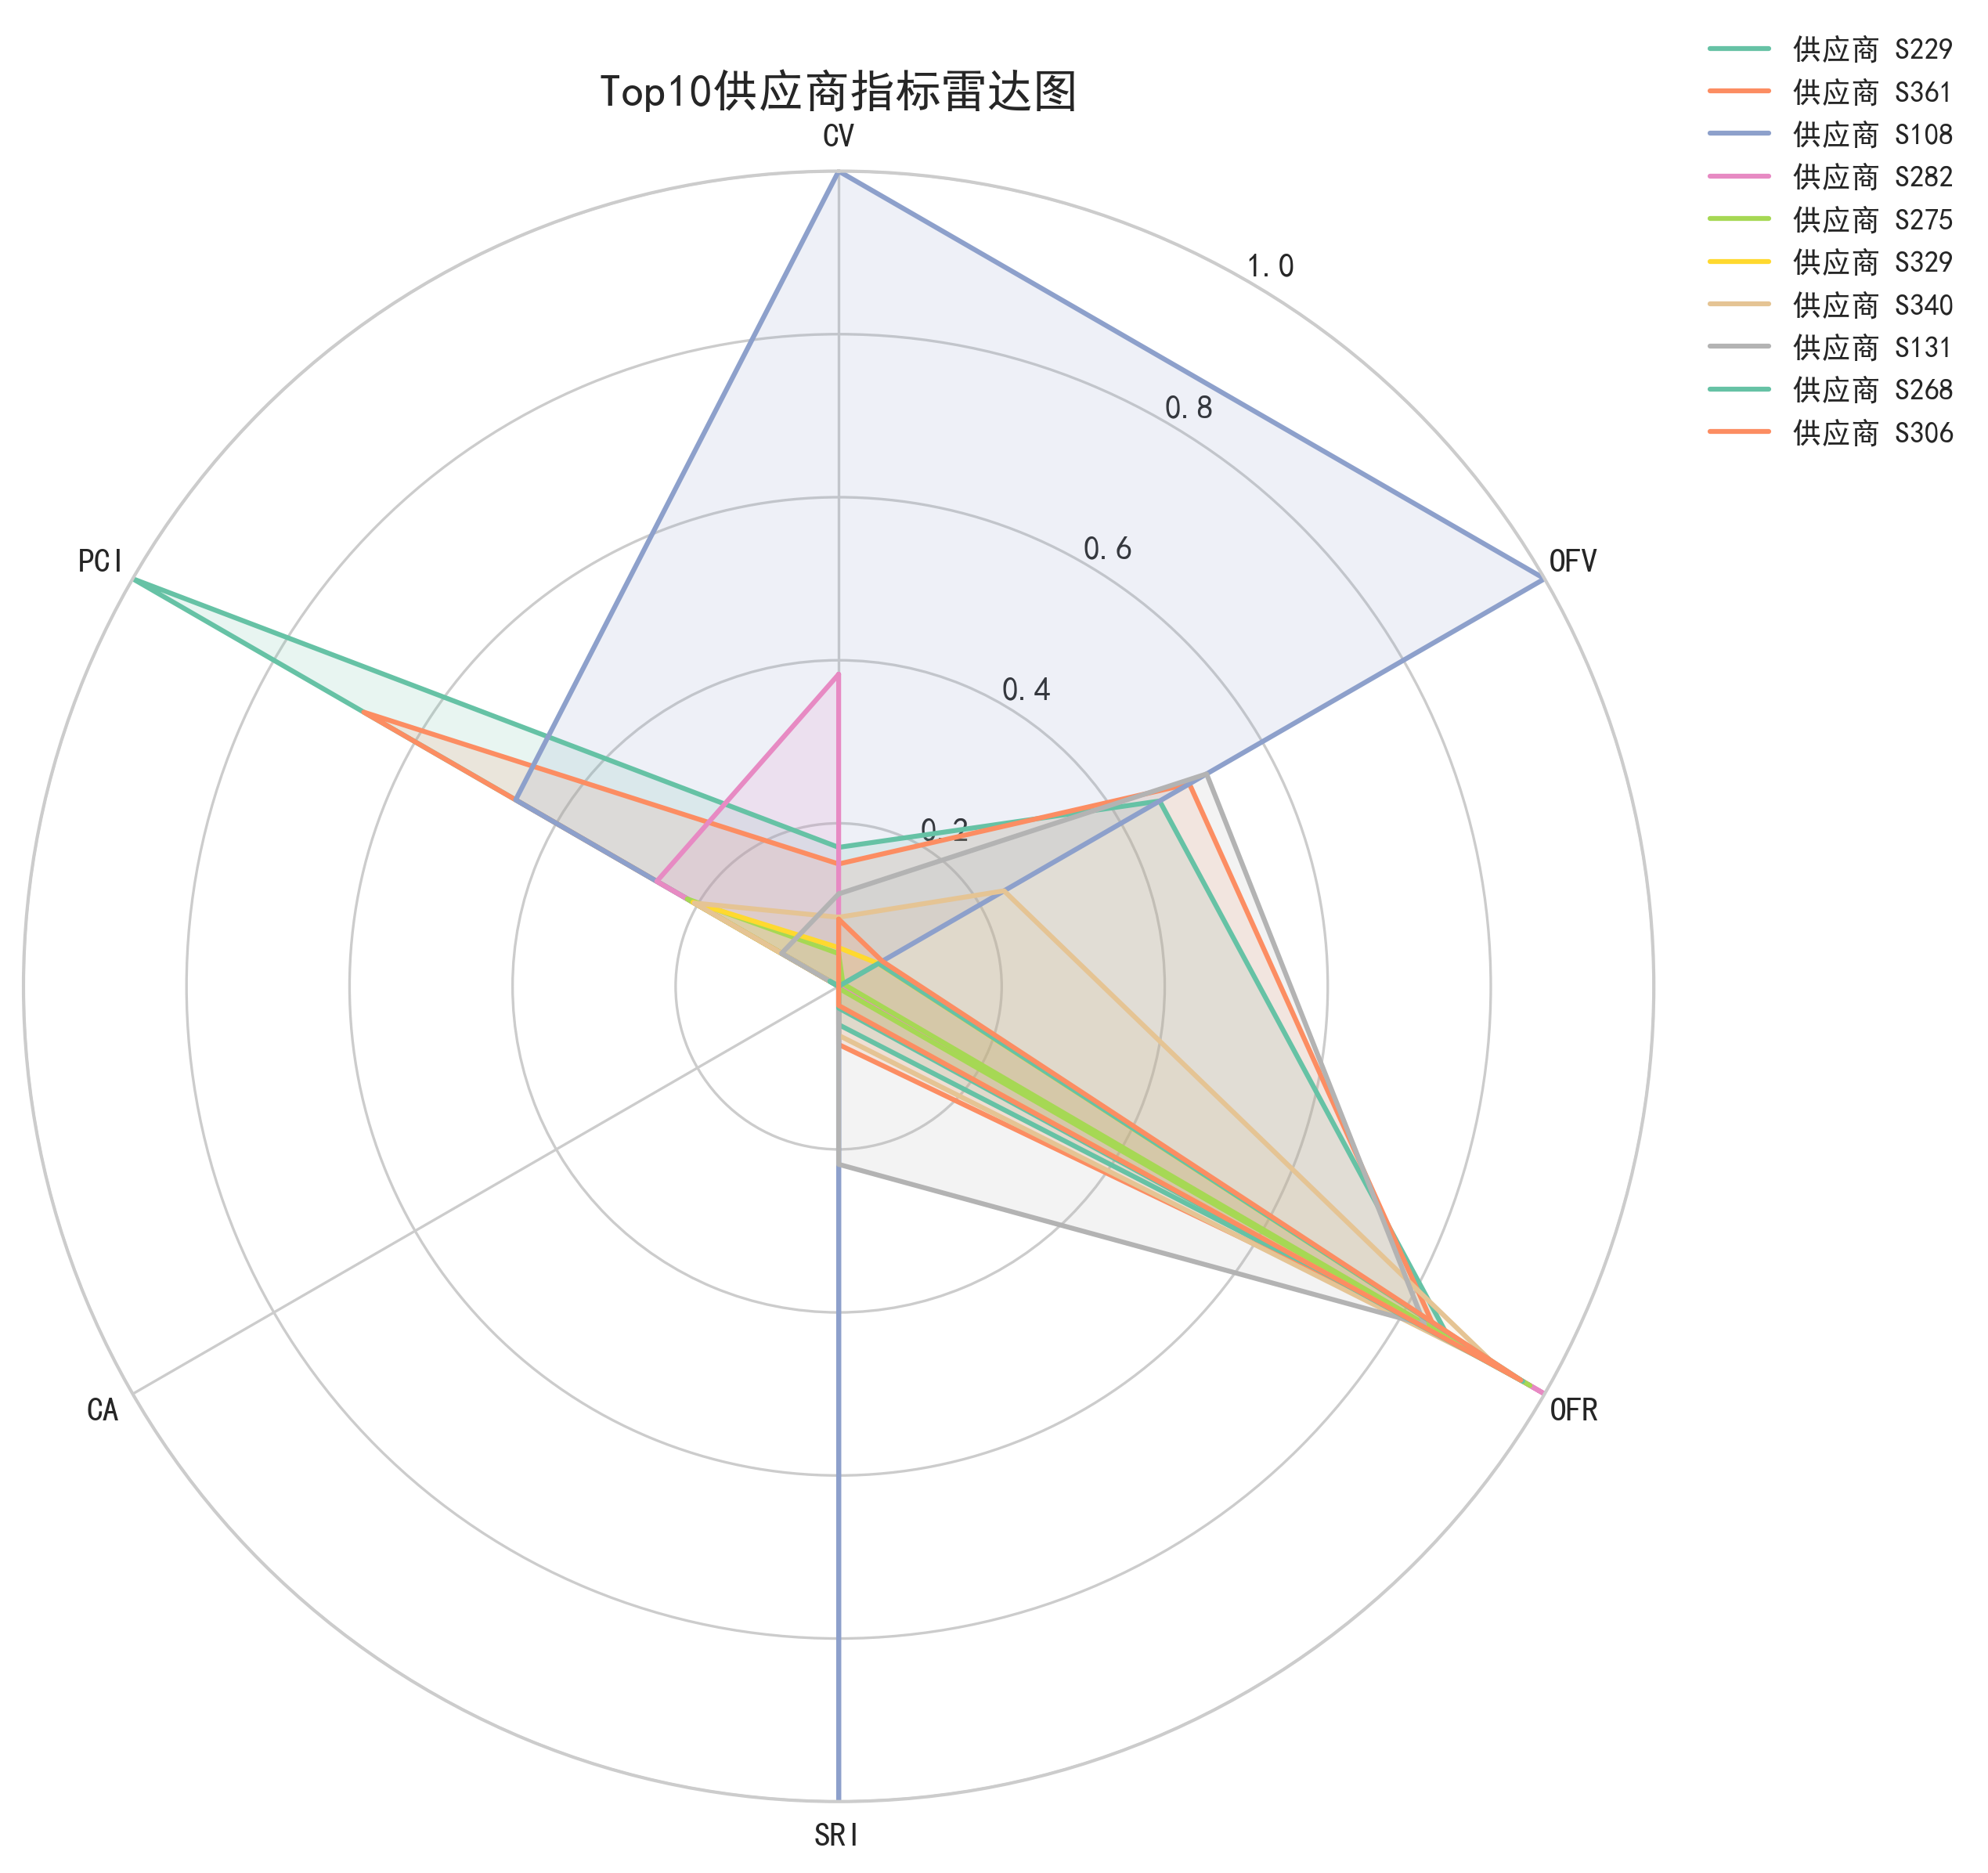 Top10供应商指标雷达图
CV
OFV
OFR
SRI
CA
PCI
1.0
0.8
0.6
0.4
0.2
供应商 S229
供应商 S361
供应商 S108
供应商 S282
供应商 S275
供应商 S329
供应商 S340
供应商 S131
供应商 S268
供应商 S306